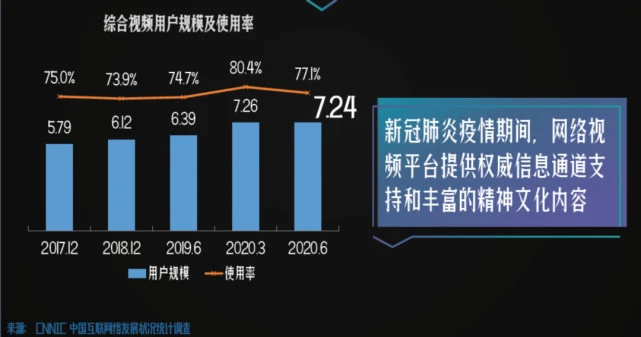 综合视频用户规模及使用率
75.0%
73.9%
74.7%
80.4%
77.1%
5.79
6.12
6.39
7.26
7.24
2017.12
2018.12
2019.6
2020.3
2020.6
用户规模
使用率
新冠肺炎疫情期间，网络视
频平台提供权威信息通道支
持和丰富的精神文化内容
来源: CNNIC 中国互联网络发展状况统计调查